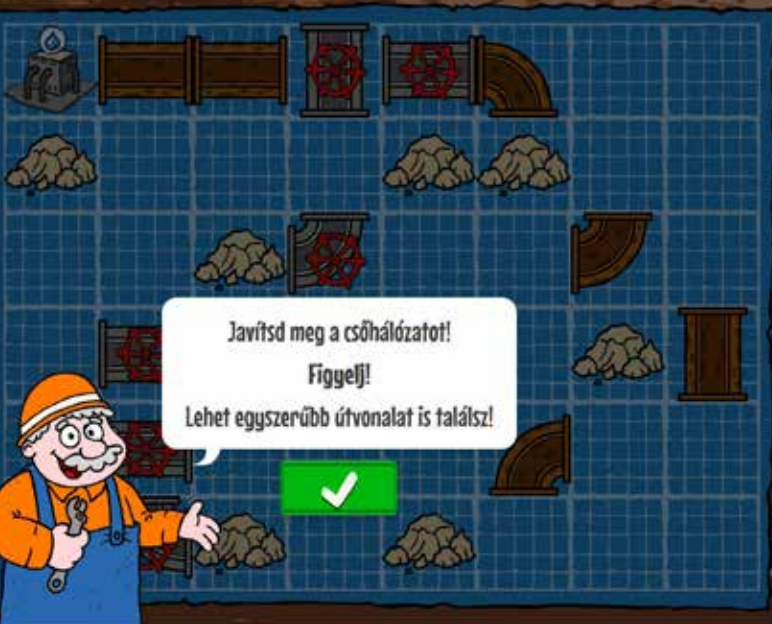 Javítsd meg a csőhálózatot!
Figyelj!
Lehet egyszerűbb útvonalat is találsz!